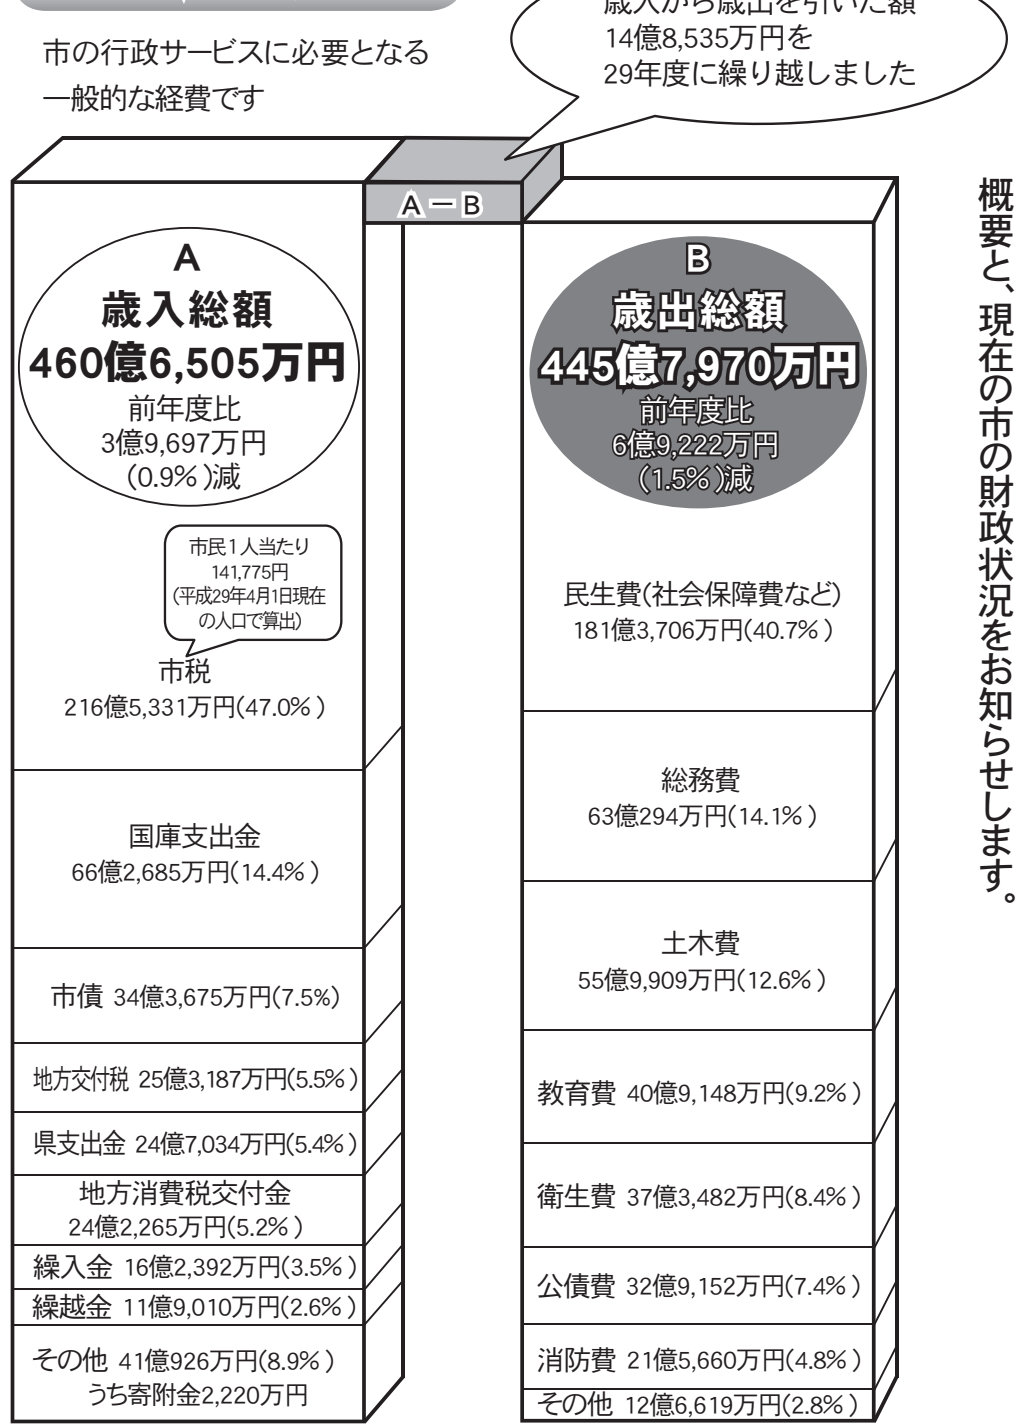 市の行政サービスに必要となる
一般的な経費です
歳入から歳出を引いた額
14億8,535万円を
29年度に繰り越しました
A－B
A
歳入総額
460億6,505万円
前年度比
3億9,697万円
(0.9%)減
市民1人当たり
141,775円
(平成29年4月1日現在
の人口で算出)
市税
216億5,331万円(47.0%)
国庫支出金
66億2,685万円(14.4%)
市債 34億3,675万円(7.5%)
地方交付税 25億3,187万円(5.5%)
県支出金 24億7,034万円(5.4%)
地方消費税交付金
24億2,265万円(5.2%)
繰入金 16億2,392万円(3.5%)
繰越金 11億9,010万円(2.6%)
その他 41億926万円(8.9%)
うち寄附金2,220万円
B
歳出総額
445億7,970万円
前年度比
6億9,222万円
(1.5%)減
民生費(社会保障費など)
181億3,706万円(40.7%)
総務費
63億294万円(14.1%)
土木費
55億9,909万円(12.6%)
教育費 40億9,148万円(9.2%)
衛生費 37億3,482万円(8.4%)
公債費 32億9,152万円(7.4%)
消防費 21億5,660万円(4.8%)
その他 12億6,619万円(2.8%)
概要と、現在の市の財政状況をお知らせします。